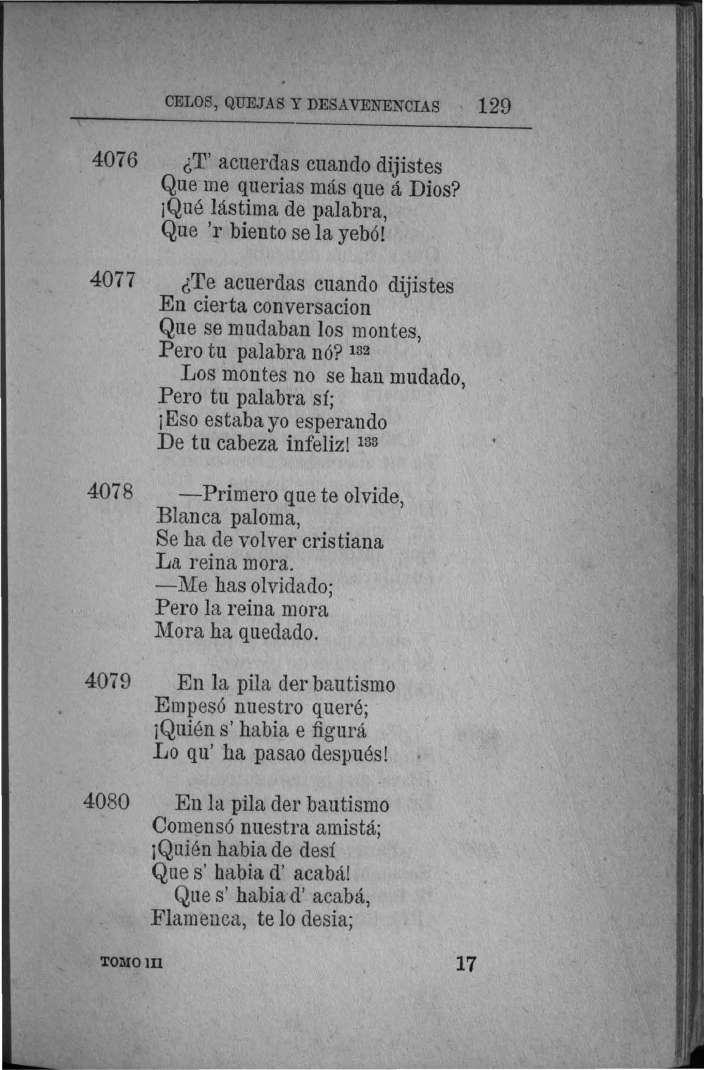 CELOS, QUEJAS Y DESAVENENCIAS 129
4076 ¿T' acuerdas cuando dijistes
Que me querias más que á Dios?
¡Qué lástima de palabra,
Que 'r biento se la yebó!
4077 ¿Te acuerdas cuando dijistes
En cierta conversacion
Que se mudaban los montes,
Pero tu palabra nó? 132
Los montes no se han mudado,
Pero tu palabra sí;
¡Eso estaba yo esperando
De tu cabeza infeliz! 133
4078 —Primero que te olvide,
Blanca paloma,
Se ha de volver cristiana
La reina mora.
—Me has olvidado;
Pero la reina mora
Mora ha quedado.
4079 En la pila der bautismo
Empesó nuestro queré;
¡Quién s' habia e figurá
Lo qu' ha pasao después!
4080 En la pila der bautismo
Comensó nuestra amistá;
¡Quién habia de desí
Que s' habia d' acabá!
Que s' habia d' acabá,
Flamenca, te lo desia;
TOMO III 17